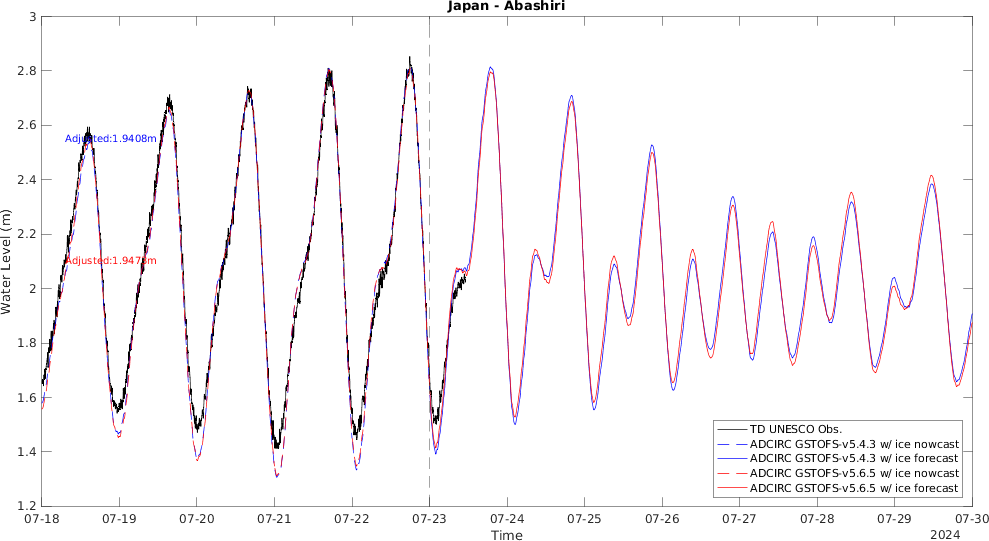 Japan - Abashiri
3
2.8
2.6
2.4
2.2
2
1.8
1.6
1.4
1.2
Water Level (m)
Adjusted:1.9408m
TD UNESCO Obs.
ADCIRC GSTOFS-v5.4.3 w/ ice nowcast
ADCIRC GSTOFS-v5.4.3 w/ ice forecast
ADCIRC GSTOFS-v5.6.5 w/ ice nowcast
ADCIRC GSTOFS-v5.6.5 w/ ice forecast
07-18 07-19 07-20 07-21 07-22 07-23 07-24 07-25 07-26 07-27 07-28 07-29 07-30
Time
2024